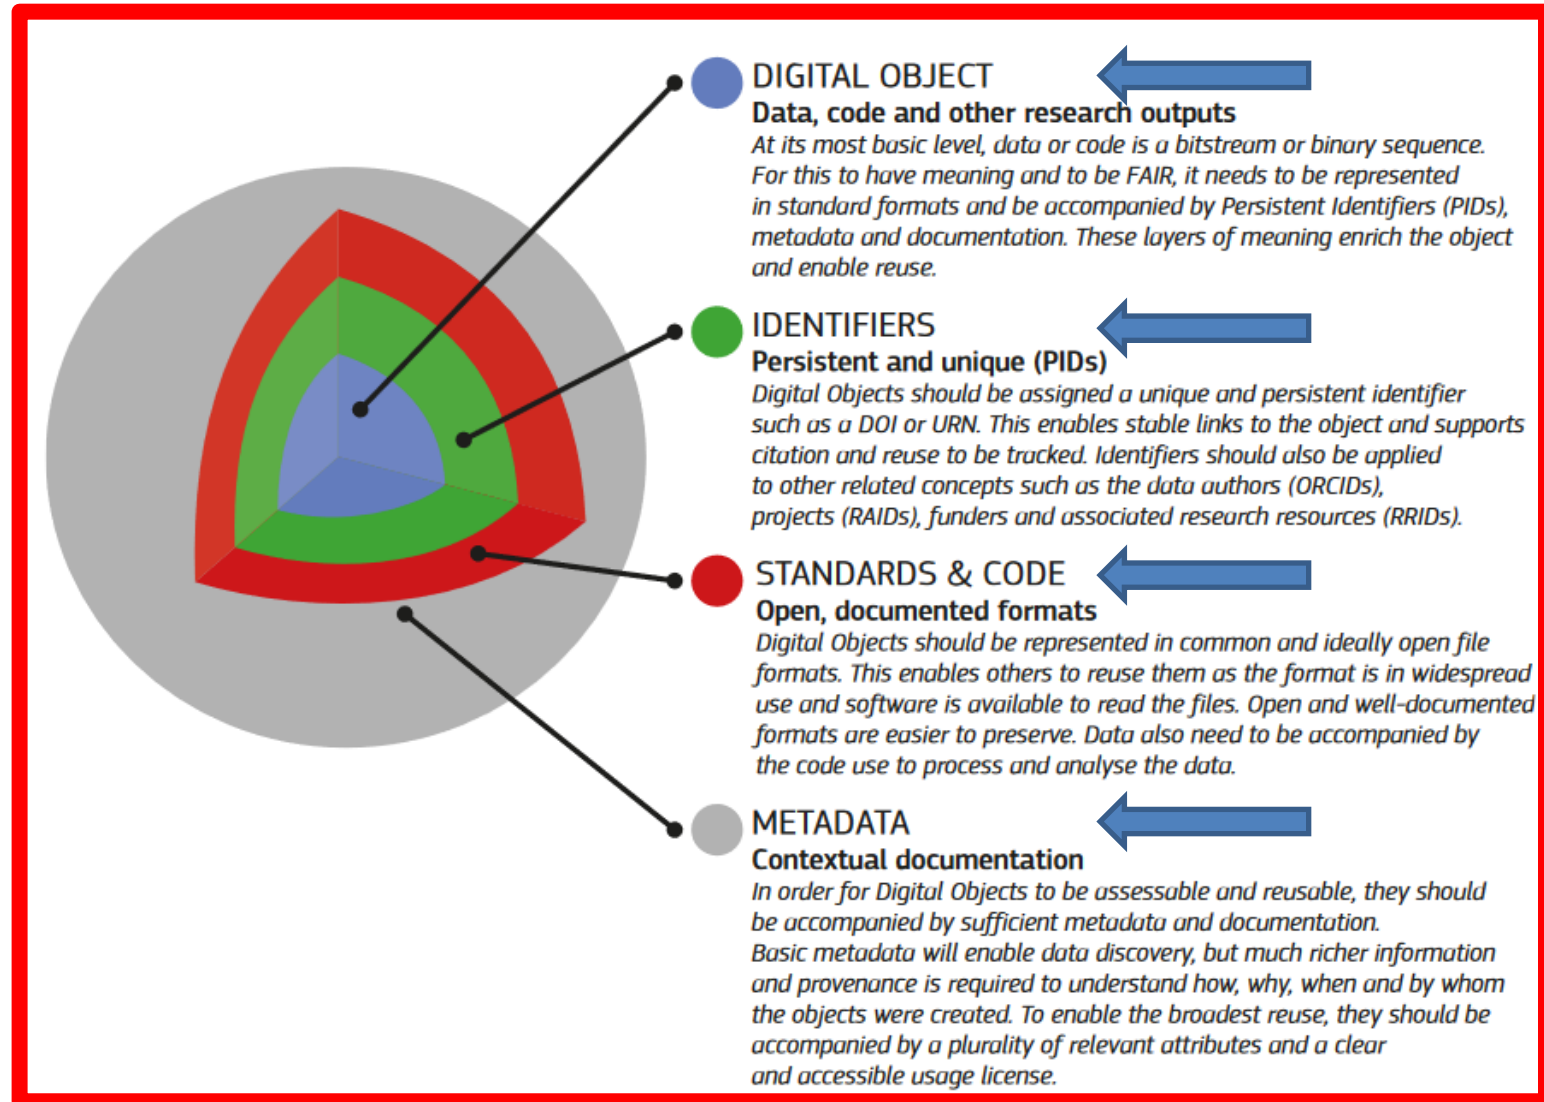 DIGITAL OBJECT
Data, code and other research outputs
At its most basic level, data or code is a bitstream or binary sequence.
For this to have meaning and to be FAIR, it needs to be represented
in standard formats and be accompanied by Persistent Identifiers (PIDs),
metadata and documentation. These layers of meaning enrich the object
and enable reuse.
IDENTIFIERS
Persistent and unique (PIDs)
Digital Objects should be assigned a unique and persistent identifier
such as a DOI or URN. This enables stable links to the object and supports
citation and reuse to be tracked. Identifiers should also be applied
to other related concepts such as the data authors (ORCIDs),
projects (RAIDs), funders and associated research resources (RRIDs).
STANDARDS & CODE
Open, documented formats
Digital Objects should be represented in common and ideally open file
formats. This enables others to reuse them as the format is in widespread
use and software is available to read the files. Open and well-documented
formats are easier to preserve. Data also need to be accompanied by
the code use to process and analyse the data.
METADATA
Contextual documentation
In order for Digital Objects to be assessable and reusable, they should
be accompanied by sufficient metadata and documentation.
Basic metadata will enable data discovery, but much richer information
and provenance is required to understand how, why, when and by whom
the objects were created. To enable the broadest reuse, they should be
accompanied by a plurality of relevant attributes and a clear
and accessible usage license.